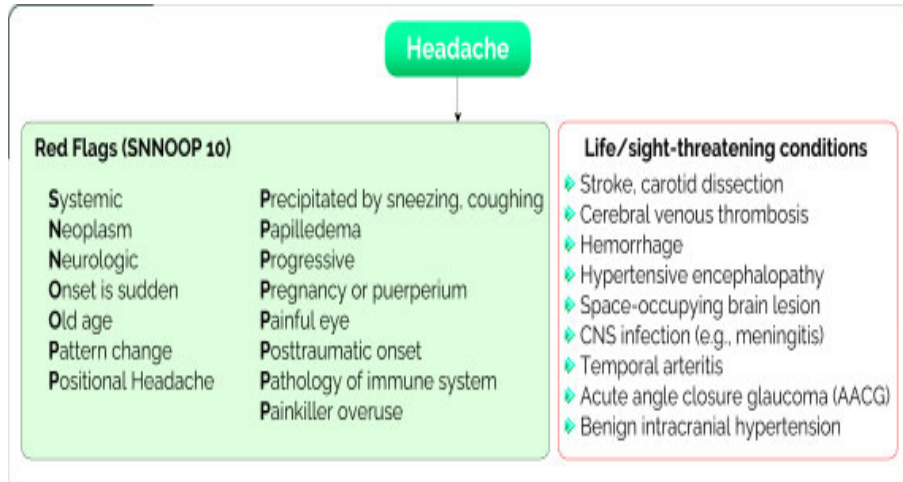 Headache
Red Flags (SNNOOP 10)
Systemic
Neoplasm
Neurologic
Onset is sudden
Old age
Pattern change
Positional Headache
Precipitated by sneezing, coughing
Papilledema
Progressive
Pregnancy or puerperium
Painful eye
Posttraumatic onset
Pathology of immune system
Painkiller overuse
Life/sight-threatening conditions
Stroke, carotid dissection
Cerebral venous thrombosis
Hemorrhage
Hypertensive encephalopathy
Space-occupying brain lesion
CNS infection (e.g., meningitis)
Temporal arteritis
Acute angle closure glaucoma (AACG)
Benign intracranial hypertension